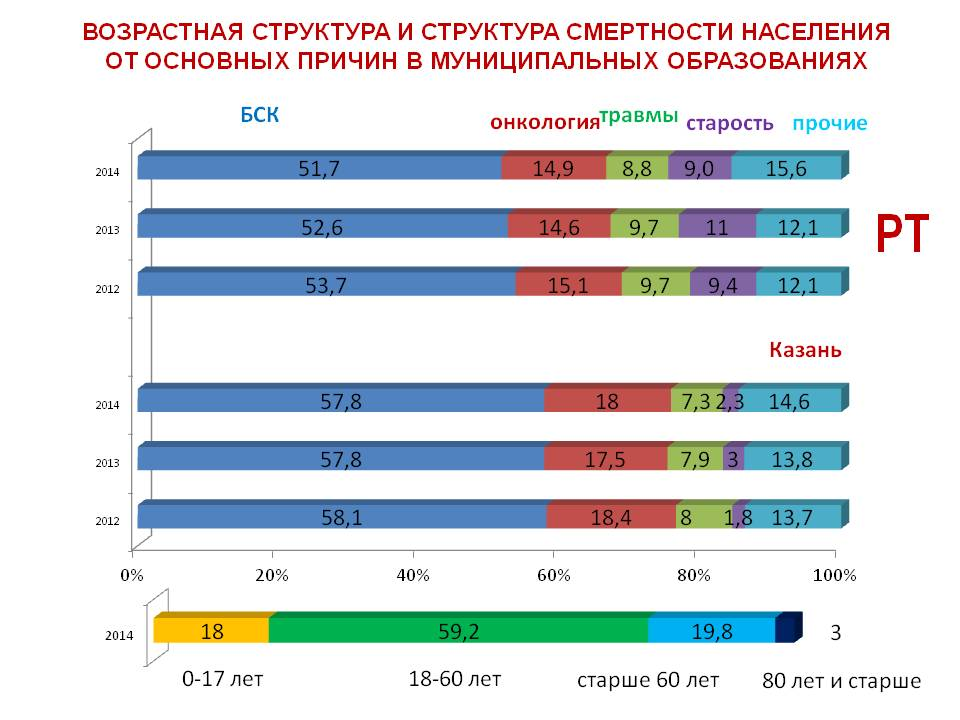 ВОЗРАСТНАЯ СТРУКТУРА И СТРУКТУРА СМЕРТНОСТИ НАСЕЛЕНИЯ
ОТ ОСНОВНЫХ ПРИЧИН В МУНИЦИПАЛЬНЫХ ОБРАЗОВАНИЯХ
БСК онкология травмы старость прочие
2014 51,7 14,9 8,8 9,0 15,6
2013 52,6 14,6 9,7 11 12,1
РТ
2012 53,7 15,1 9,7 9,4 12,1
Казань
2014 57,8 18 7,3 2,3 14,6
2013 57,8 17,5 7,9 3 13,8
2012 58,1 18,4 8 1,8 13,7
0% 20% 40% 60% 80% 100%
2014 18 59,2 19,8 3
0-17 лет 18-60 лет старше 60 лет 80 лет и старше